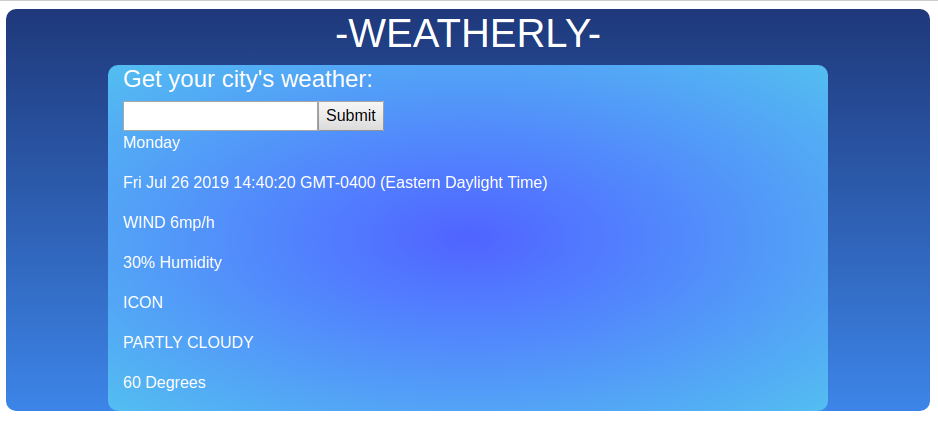 -WEATHERLY-
Get your city's weather:
Submit
Monday
Fri Jul 26 2019 14:40:20 GMT-0400 (Eastern Daylight Time)
WIND 6mp/h
30% Humidity
ICON
PARTLY CLOUDY
60 Degrees